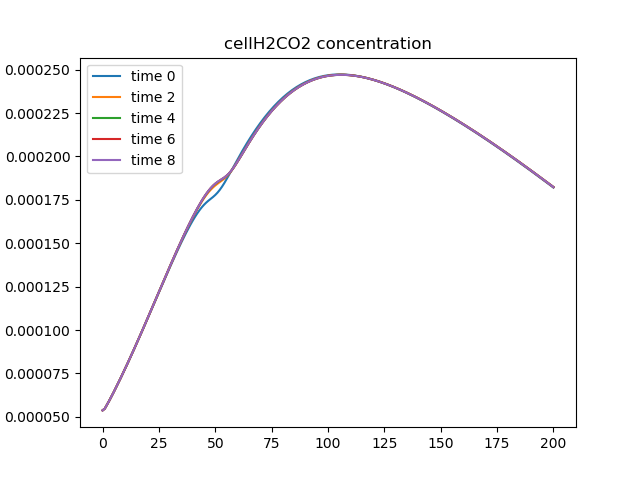 cellH2CO2 concentration
0.000250
0.000225
0.000200
0.000175
0.000150
0.000125
0.000100
0.000075
0.000050
time 0
time 2
time 4
time 6
time 8
0 25 50 75 100 125 150 175 200